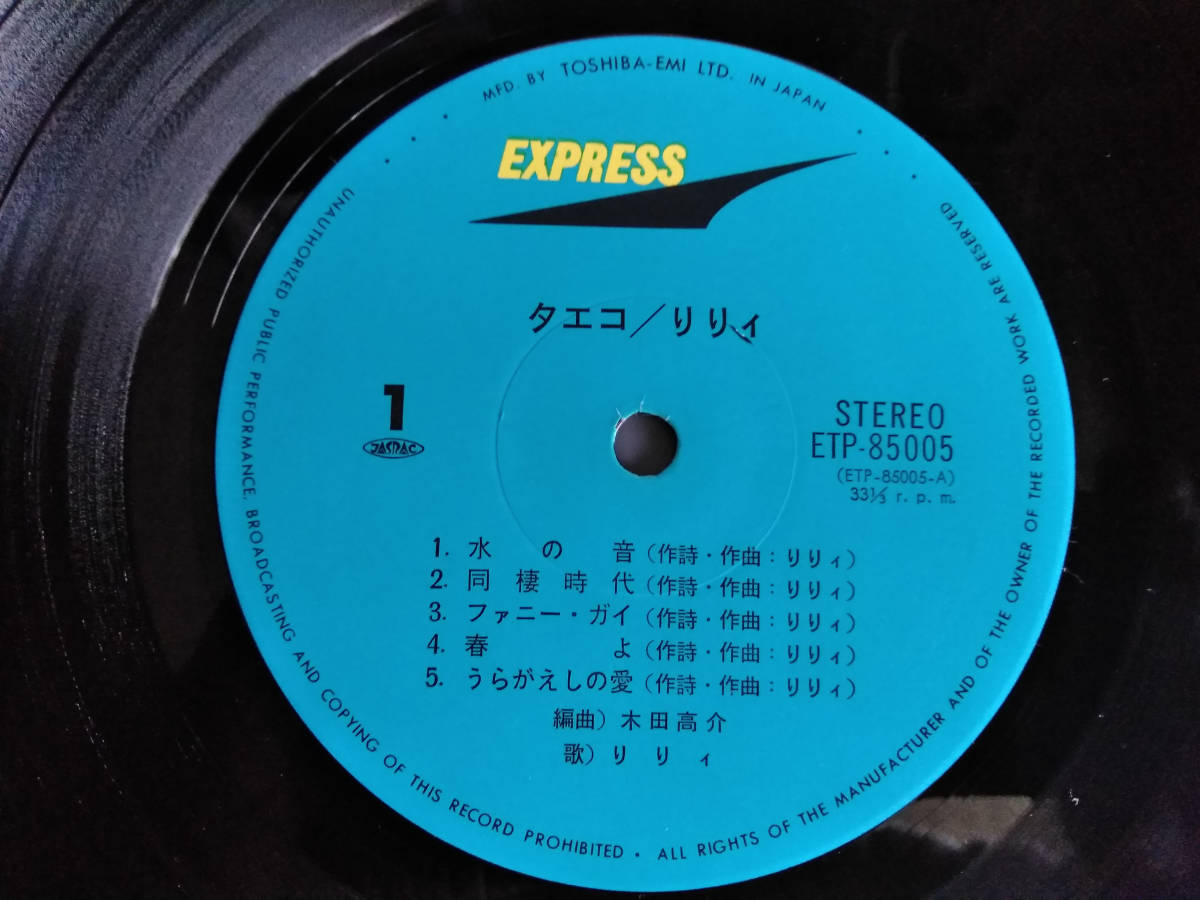 MFD. BY TOSHIBA-EMI LTD. IN JAPAN
EXPRESS
タエコ／りりィ
1
JASRAC
STEREO
ETP-85005
(ETP-85005-A)
33⅓ r. p. m.
1. 水の音 (作詩・作曲：りりィ)
2. 同棲時代 (作詩・作曲：りりィ)
3. ファニー・ガイ (作詩・作曲：りりィ)
4. 春よ (作詩・作曲：りりィ)
5. うらがえしの愛 (作詩・作曲：りりィ)
編曲) 木田高介
歌) りりィ
UNAUTHORIZED PUBLIC PERFORMANCE, BROADCASTING AND COPYING OF THIS RECORD PROHIBITED • ALL RIGHTS OF THE MANUFACTURER AND OF THE OWNER OF THE RECORDED WORK ARE RESERVED